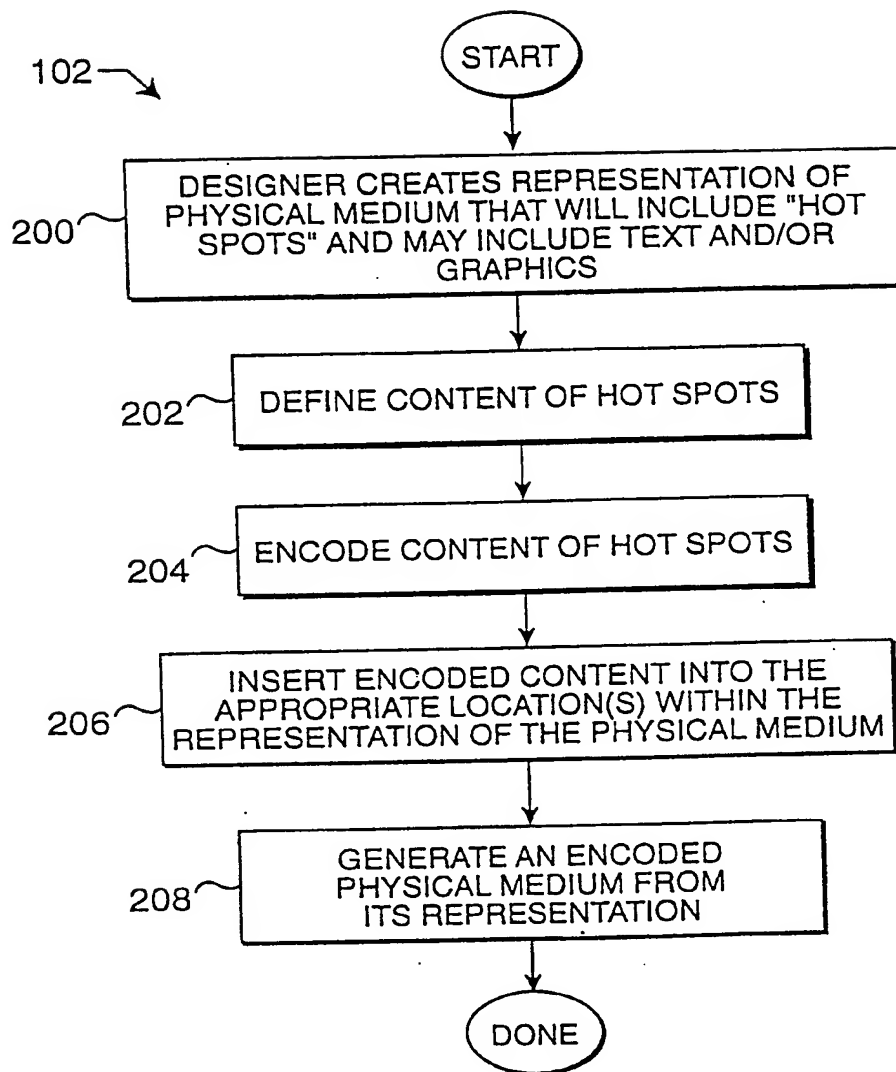 START
102
DESIGNER CREATES REPRESENTATION OF
PHYSICAL MEDIUM THAT WILL INCLUDE "HOT
SPOTS" AND MAY INCLUDE TEXT AND/OR
GRAPHICS
200
DEFINE CONTENT OF HOT SPOTS
202
ENCODE CONTENT OF HOT SPOTS
204
INSERT ENCODED CONTENT INTO THE
APPROPRIATE LOCATION(S) WITHIN THE
REPRESENTATION OF THE PHYSICAL MEDIUM
206
GENERATE AN ENCODED
PHYSICAL MEDIUM FROM
ITS REPRESENTATION
208
DONE